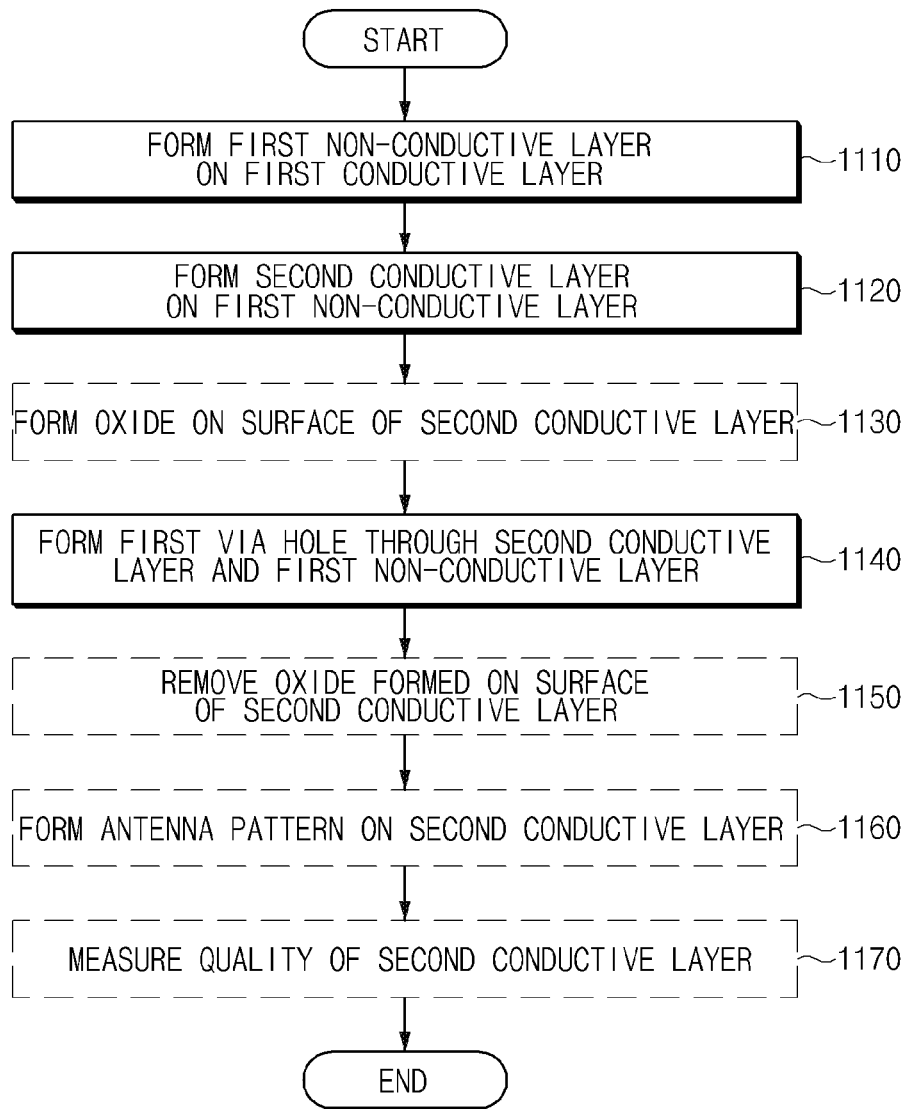 START
FORM FIRST NON-CONDUCTIVE LAYER
ON FIRST CONDUCTIVE LAYER
1110
FORM SECOND CONDUCTIVE LAYER
ON FIRST NON-CONDUCTIVE LAYER
1120
FORM OXIDE ON SURFACE OF SECOND CONDUCTIVE LAYER
1130
FORM FIRST VIA HOLE THROUGH SECOND CONDUCTIVE
LAYER AND FIRST NON-CONDUCTIVE LAYER
1140
REMOVE OXIDE FORMED ON SURFACE
OF SECOND CONDUCTIVE LAYER
1150
FORM ANTENNA PATTERN ON SECOND CONDUCTIVE LAYER
1160
MEASURE QUALITY OF SECOND CONDUCTIVE LAYER
1170
END